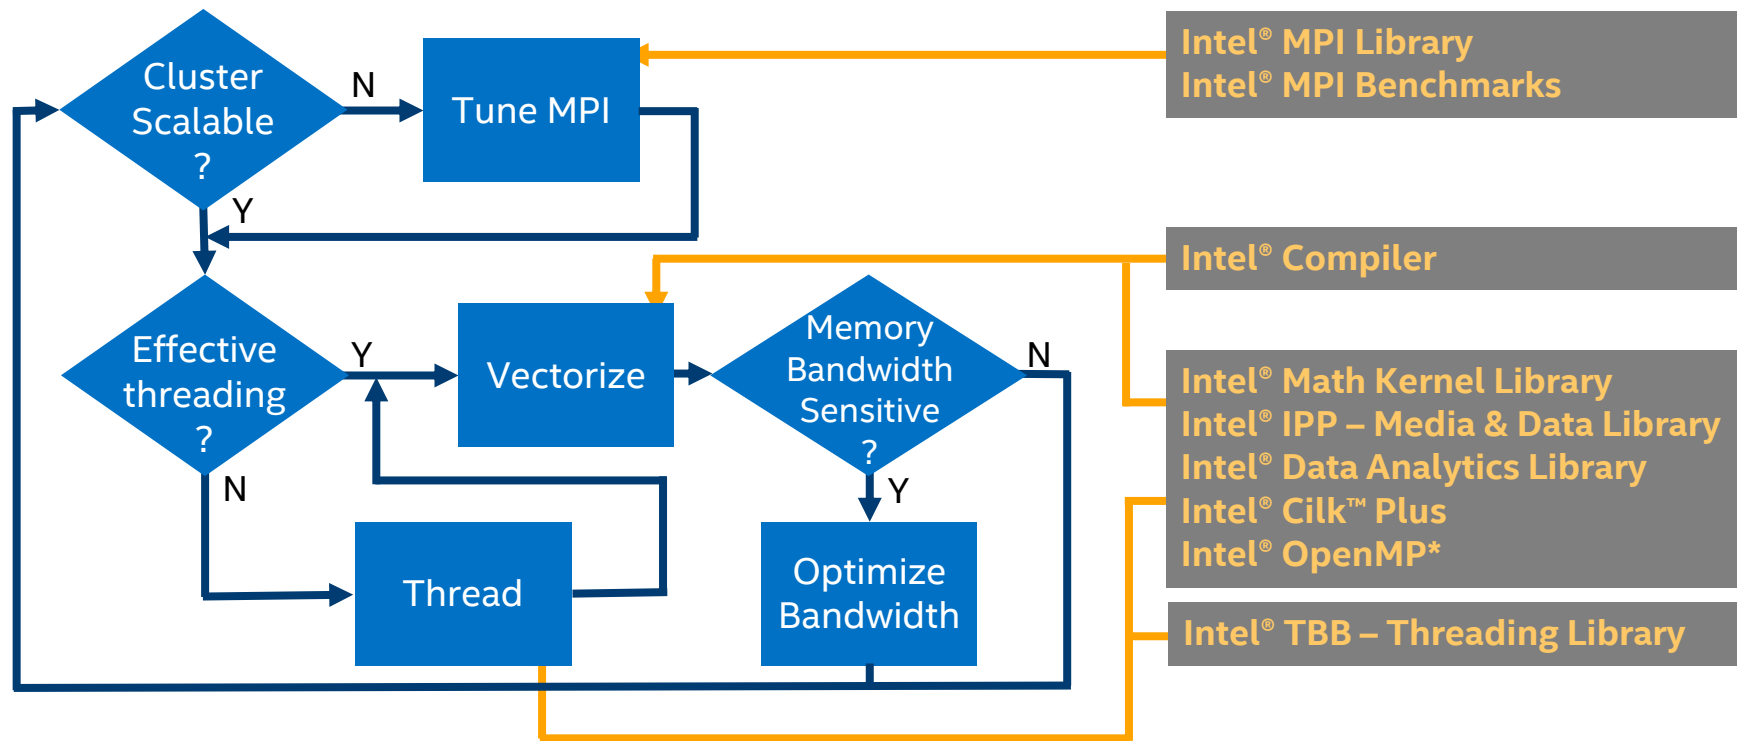 Cluster
Scalable
?
N
Tune MPI
Y
Intel® MPI Library
Intel® MPI Benchmarks
Effective
threading
?
Y
N
Vectorize
Memory
Bandwidth
Sensitive
?
N
Y
Thread
Optimize
Bandwidth
Intel® Compiler
Intel® Math Kernel Library
Intel® IPP – Media & Data Library
Intel® Data Analytics Library
Intel® Cilk™ Plus
Intel® OpenMP*
Intel® TBB – Threading Library